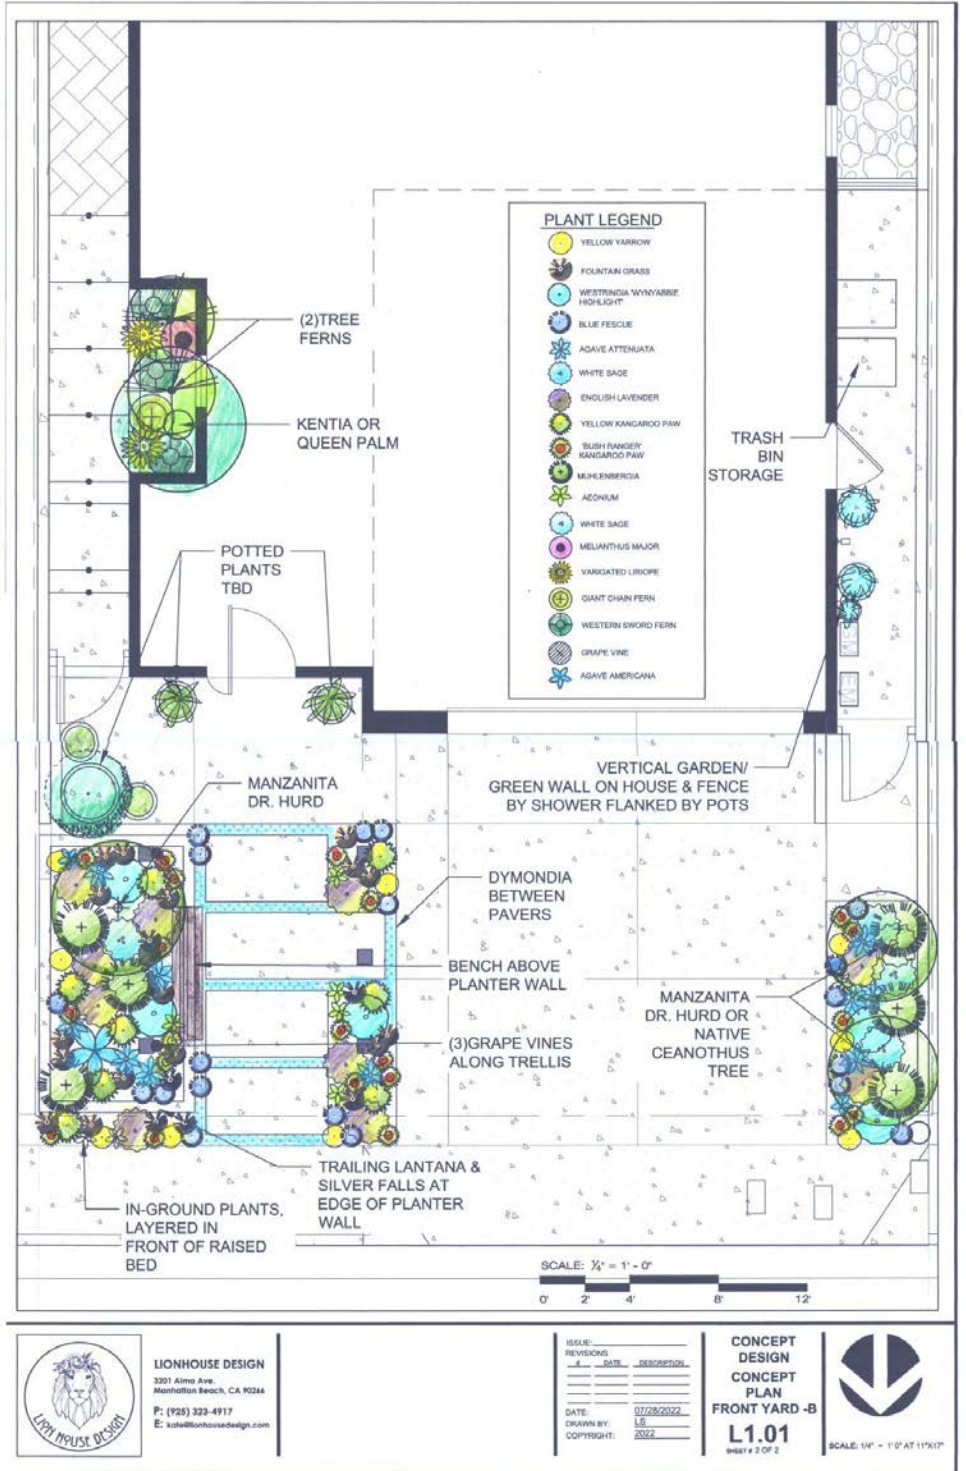 PLANT LEGEND
YELLOW YARROW
FOUNTAIN GRASS
WESTRINGIA 'WYNYABBIE
HIGHLIGHT'
BLUE FESCUE
AGAVE ATTENUATA
WHITE SAGE
ENGLISH LAVENDER
YELLOW KANGAROO PAW
'BUSH RANGER'
KANGAROO PAW
MUHLENBERGIA
AEONIUM
WHITE SAGE
MELIANTHUS MAJOR
VARIGATED LIRIOPE
GIANT CHAIN FERN
WESTERN SWORD FERN
GRAPE VINE
AGAVE AMERICANA
(2)TREE
FERNS
KENTIA OR
QUEEN PALM
TRASH
BIN
STORAGE
POTTED
PLANTS
TBD
VERTICAL GARDEN/
GREEN WALL ON HOUSE & FENCE
BY SHOWER FLANKED BY POTS
MANZANITA
DR. HURD
DYMONDIA
BETWEEN
PAVERS
BENCH ABOVE
PLANTER WALL
MANZANITA
DR. HURD OR
NATIVE
CEANOTHUS
TREE
(3)GRAPE VINES
ALONG TRELLIS
TRAILING LANTANA &
SILVER FALLS AT
EDGE OF PLANTER
WALL
IN-GROUND PLANTS,
LAYERED IN
FRONT OF RAISED
BED
SCALE: ¼" = 1' - 0"
0' 2' 4' 8' 12'
LION HOUSE DESIGN
LIONHOUSE DESIGN
3201 Alma Ave.
Manhattan Beach, CA 90266
P: (925) 323-4917
E: kate@lionhousedesign.com
ISSUE:
REVISIONS
# DATE DESCRIPTION
DATE: 07/28/2022
DRAWN BY: LS
COPYRIGHT: 2022
CONCEPT
DESIGN
CONCEPT
PLAN
FRONT YARD -B
L1.01
SHEET # 2 OF 2
SCALE: 1/4" = 1'0" AT 11"X17"